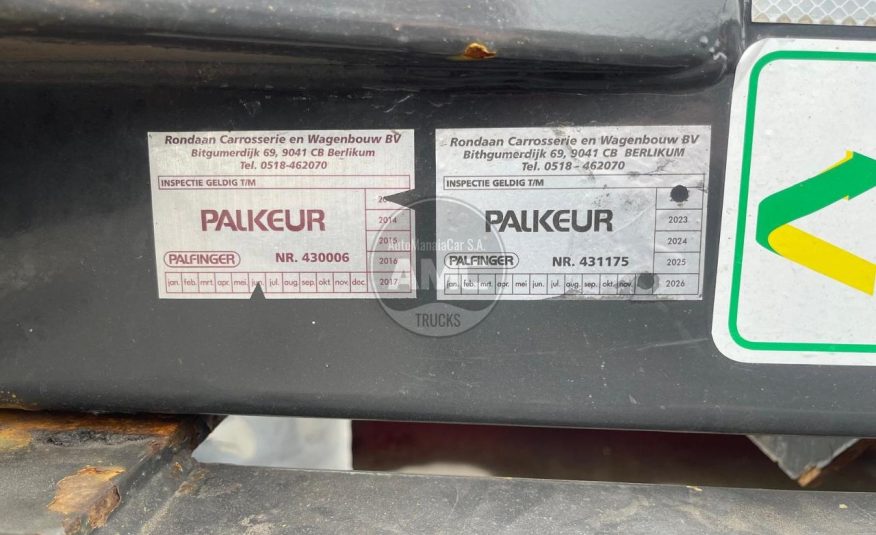 Rondaan Carrosserie en Wagenbouw BV
Bitgumerdijk 69, 9041 CB Berlikum
Tel. 0518-462070
INSPECTIE GELDIG T/M
2014
PALKEUR
2015
PALFINGER NR. 430006 2016
jan. feb. mrt. apr. mei. jun. jul. aug. sep. okt nov. dec. 2017
Rondaan Carrosserie en Wagenbouw BV
Bithgumerdijk 69, 9041 CB BERLIKUM
Tel. 0518 - 462070
INSPECTIE GELDIG T/M
PALKEUR 2023
2024
PALFINGER NR. 431175 2025
jan. feb. mrt. apr. mei. jun. jul. aug. sep. okt. nov. 2026
AutoManaiaCar S.A.
TRUCKS